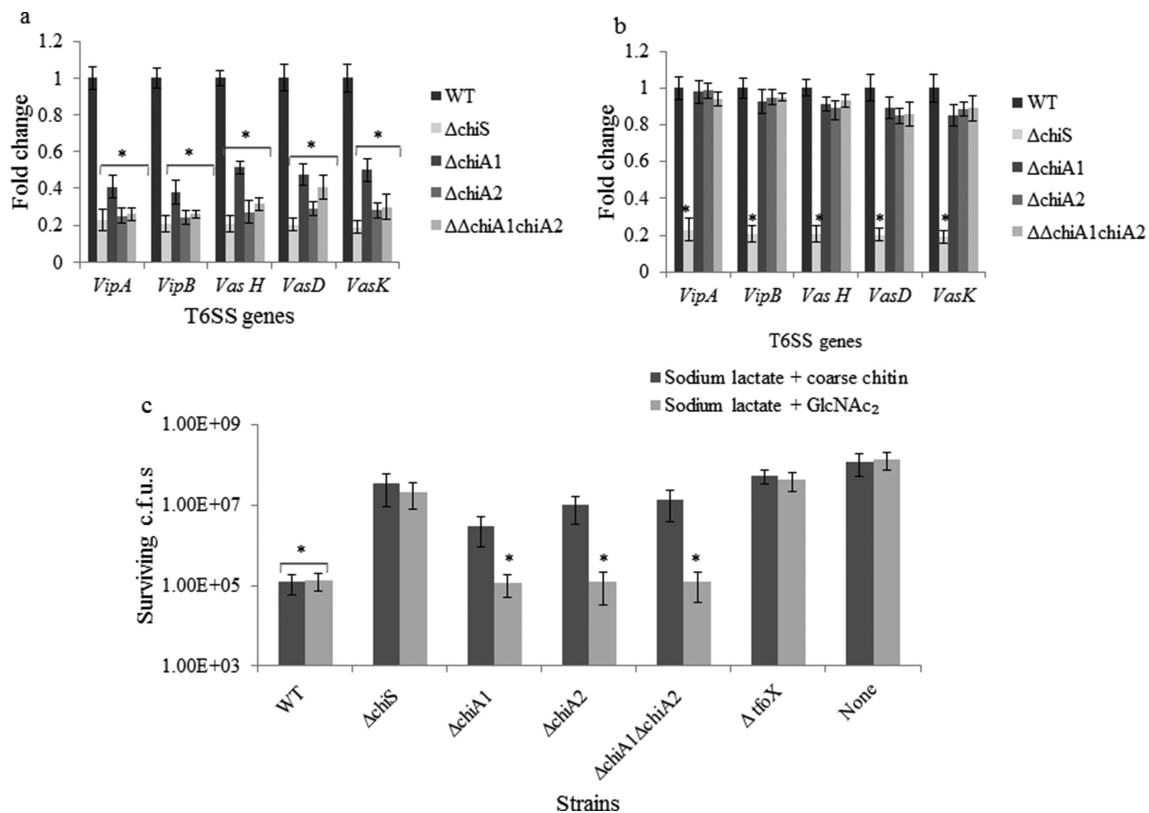 a
Fold change
1.2
1
0.8
0.6
0.4
0.2
0
* * * * *
VipA VipB Vas H VasD VasK
T6SS genes
WT
ΔchiS
ΔchiA1
ΔchiA2
ΔΔchiA1chiA2
b
Fold change
1.2
1
0.8
0.6
0.4
0.2
0
* * * * *
VipA VipB Vas H VasD VasK
T6SS genes
WT
ΔchiS
ΔchiA1
ΔchiA2
ΔΔchiA1chiA2
Sodium lactate + coarse chitin
Sodium lactate + GlcNAc₂
c
Surviving c.f.u.s
1.00E+09
1.00E+07
1.00E+05
1.00E+03
* * * *
WT
ΔchiS
ΔchiA1
ΔchiA2
ΔchiA1ΔchiA2
Δ tfoX
None
Strains